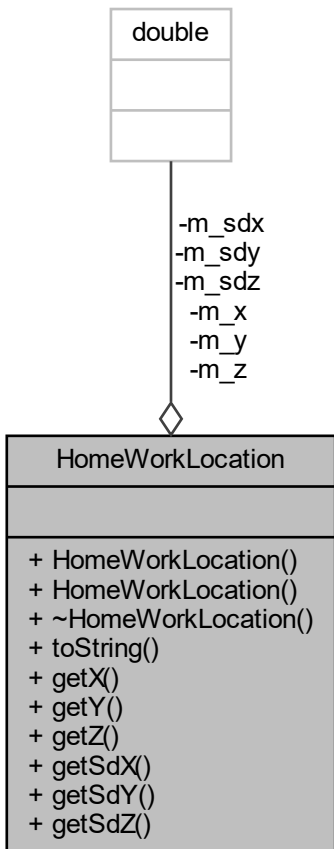 double
-m_sdx
-m_sdy
-m_sdz
-m_x
-m_y
-m_z
HomeWorkLocation
+ HomeWorkLocation()
+ HomeWorkLocation()
+ ~HomeWorkLocation()
+ toString()
+ getX()
+ getY()
+ getZ()
+ getSdX()
+ getSdY()
+ getSdZ()